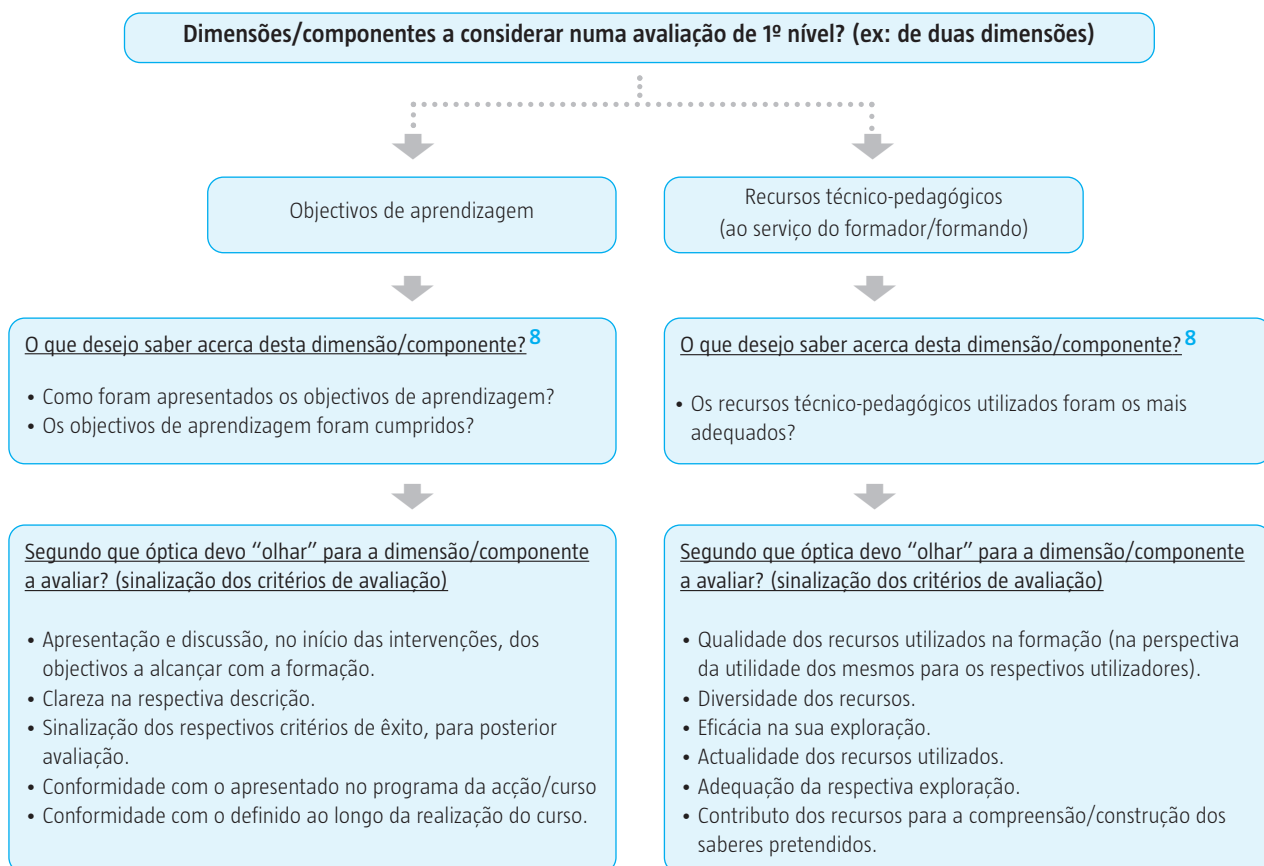 Dimensões/componentes a considerar numa avaliação de 1º nível? (ex: de duas dimensões)
Objectivos de aprendizagem
Recursos técnico-pedagógicos
(ao serviço do formador/formando)
O que desejo saber acerca desta dimensão/componente? 8
• Como foram apresentados os objectivos de aprendizagem?
• Os objectivos de aprendizagem foram cumpridos?
O que desejo saber acerca desta dimensão/componente? 8
• Os recursos técnico-pedagógicos utilizados foram os mais
adequados?
Segundo que óptica devo “olhar” para a dimensão/componente
a avaliar? (sinalização dos critérios de avaliação)
• Apresentação e discussão, no início das intervenções, dos
objectivos a alcançar com a formação.
• Clareza na respectiva descrição.
• Sinalização dos respectivos critérios de êxito, para posterior
avaliação.
• Conformidade com o apresentado no programa da acção/curso
• Conformidade com o definido ao longo da realização do curso.
Segundo que óptica devo “olhar” para a dimensão/componente
a avaliar? (sinalização dos critérios de avaliação)
• Qualidade dos recursos utilizados na formação (na perspectiva
da utilidade dos mesmos para os respectivos utilizadores).
• Diversidade dos recursos.
• Eficácia na sua exploração.
• Actualidade dos recursos utilizados.
• Adequação da respectiva exploração.
• Contributo dos recursos para a compreensão/construção dos
saberes pretendidos.